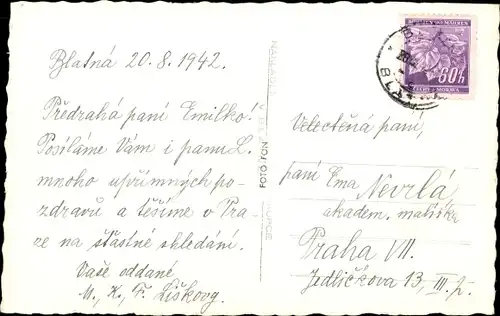 Blatná 20.8.1942.
Předrahá paní Emilko.
Posíláme Vám i panu L.
mnoho upřímných po-
zdravů a těšíme v Pra
ze na šťastné shledání.
Vaše oddané
M., K., F. Liškovy.
FOTO-FON
60h
ČECHY A MORAVA
Velectěná paní,
paní Ema Nevrlá
akadem. malířka
Praha VII.
Jedličkova 13, III. p.